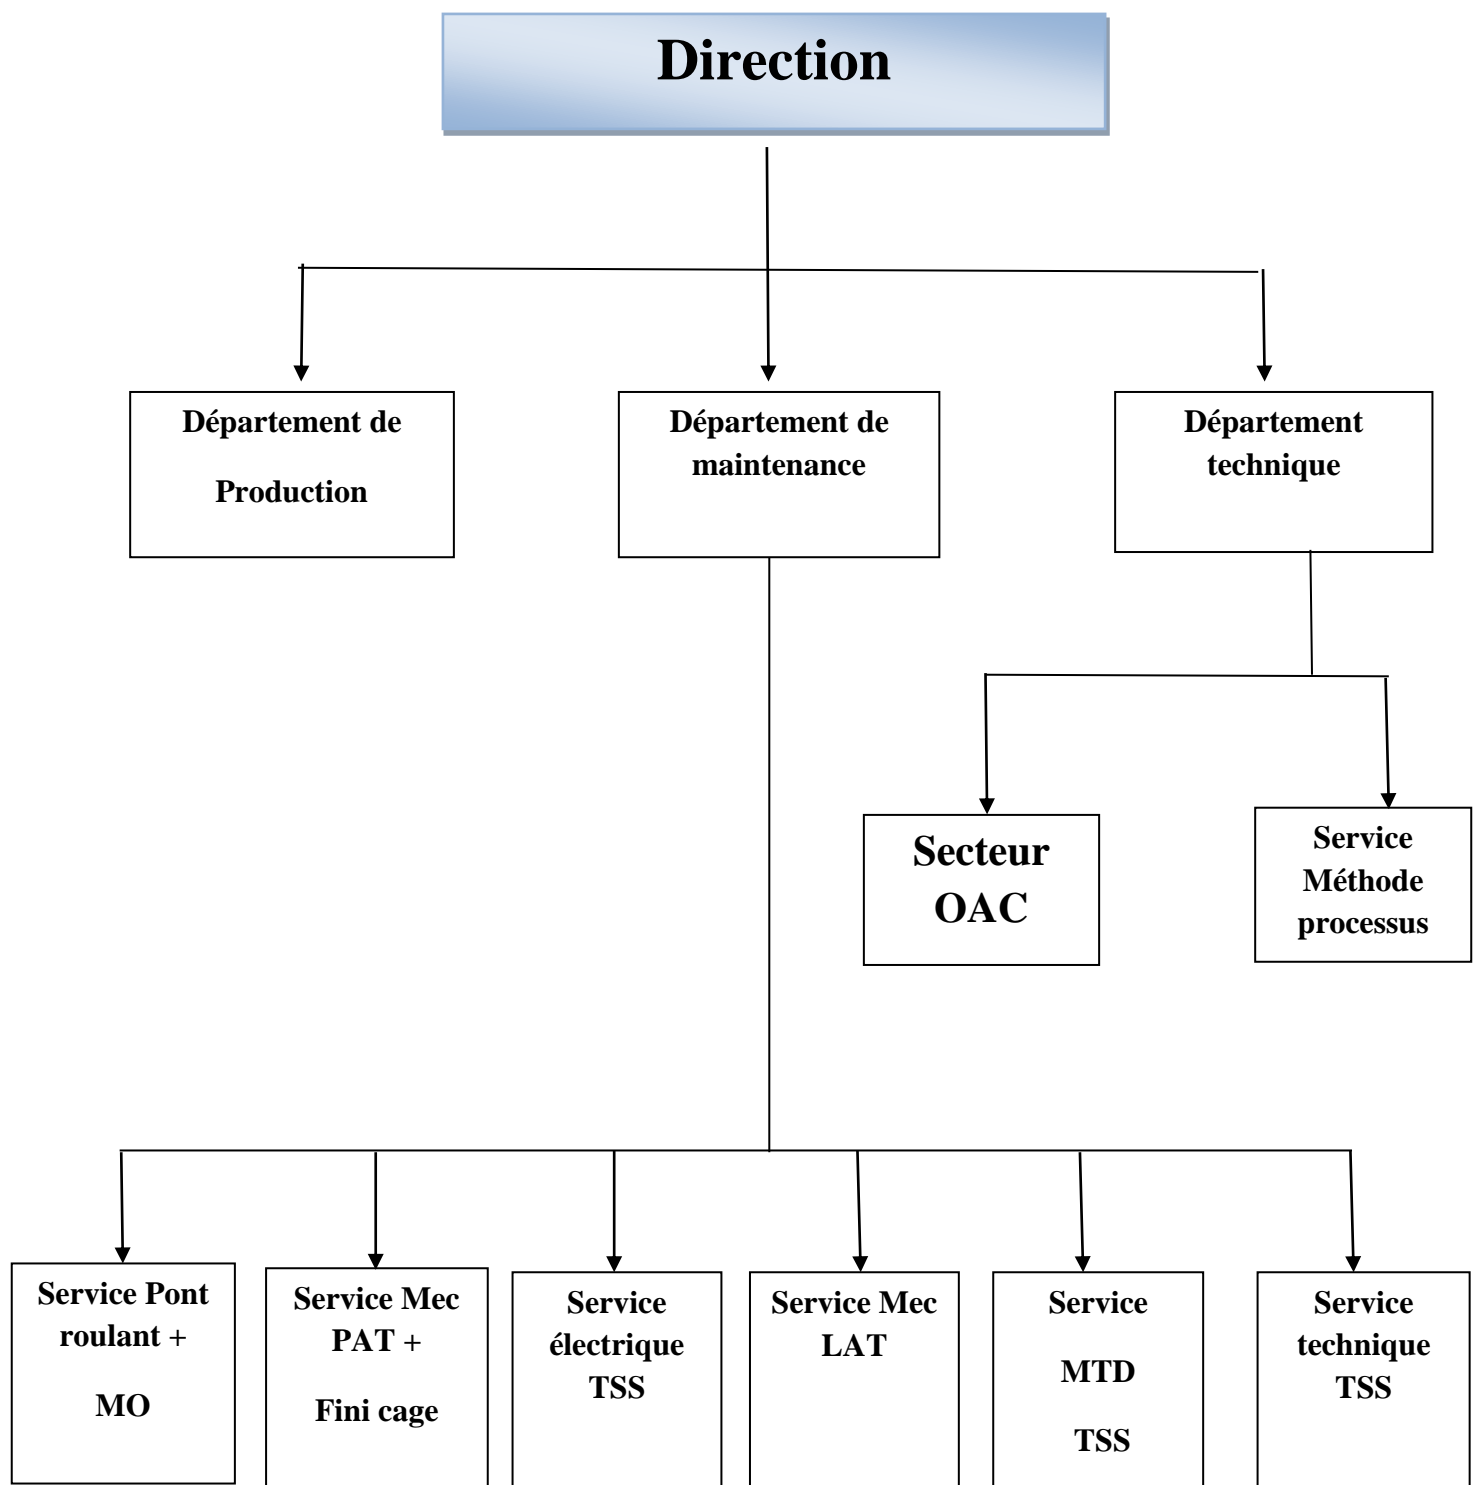 Direction
Département de
Production
Département de
maintenance
Département
technique
Secteur
OAC
Service
Méthode
processus
Service Pont
roulant +
MO
Service Mec
PAT +
Fini cage
Service
électrique
TSS
Service Mec
LAT
Service
MTD
TSS
Service
technique
TSS